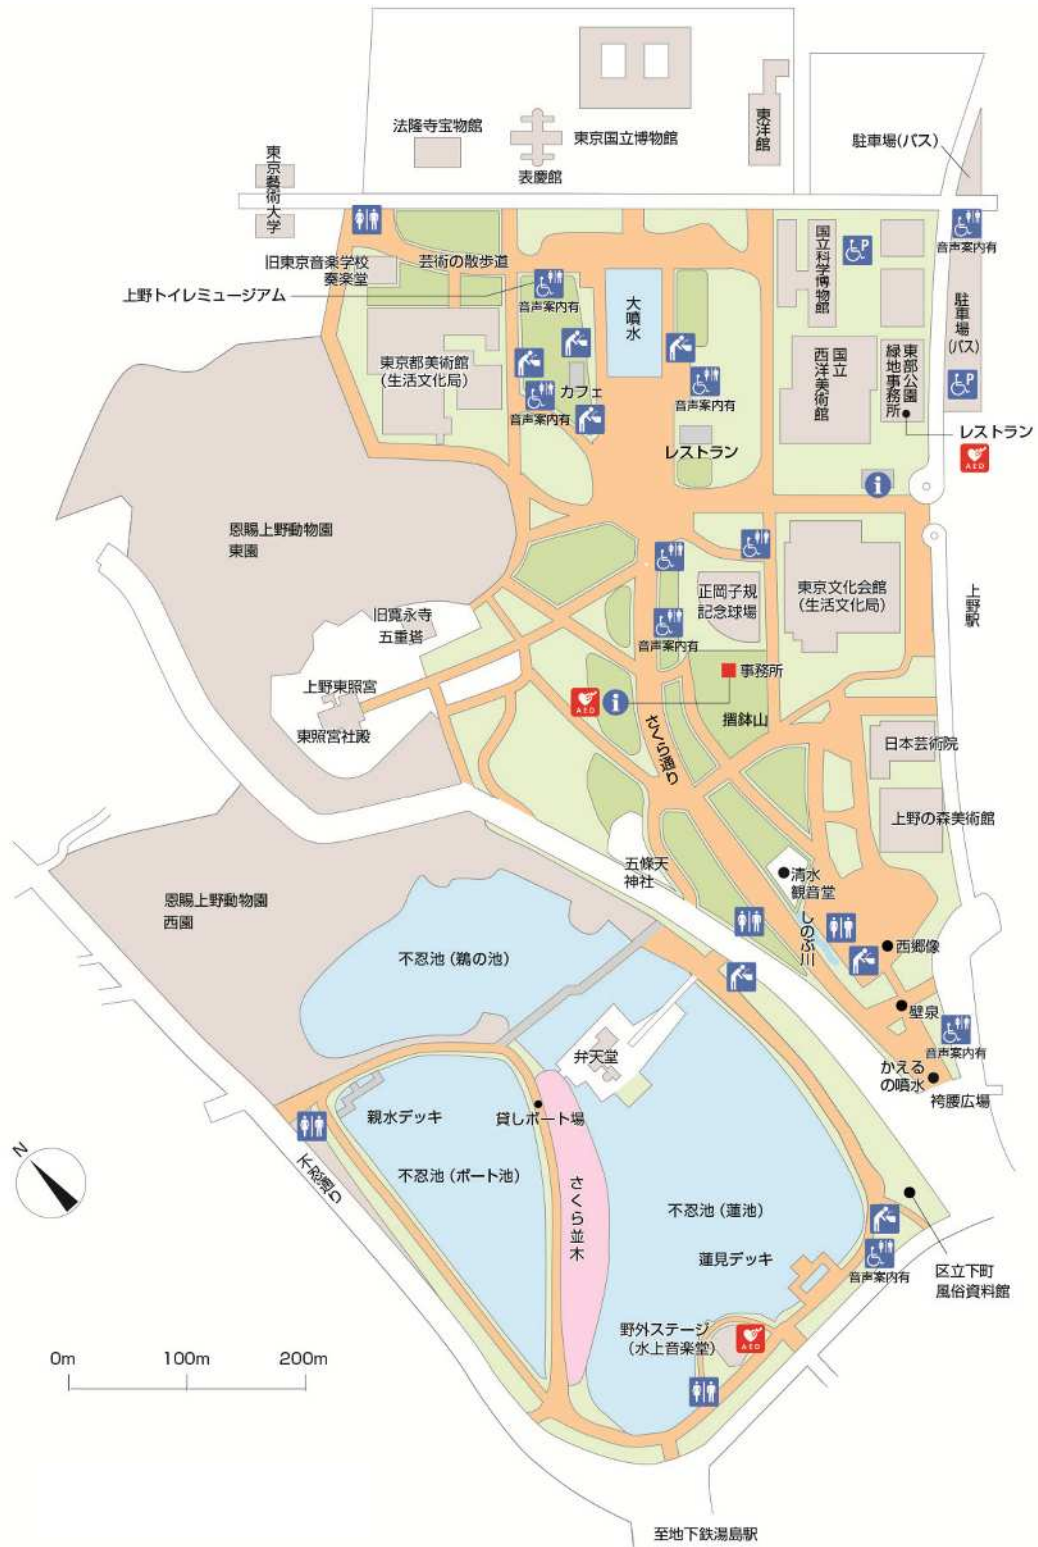 法隆寺宝物館
東京国立博物館
表慶館
東洋館
駐車場(バス)
東京藝術大学
音声案内有
旧東京音楽学校
奏楽堂
芸術の散歩道
上野トイレミュージアム
音声案内有
大噴水
国立科学博物館
P
駐車場
(バス)
P
東京都美術館
(生活文化局)
カフェ
音声案内有
音声案内有
国立
西洋美術館
東部公園
緑地事務所
レストラン
レストラン
AED
i
恩賜上野動物園
東園
正岡子規
記念球場
東京文化会館
(生活文化局)
上野駅
旧寛永寺
五重塔
音声案内有
事務所
上野東照宮
東照宮社殿
AED
i
さくら通り
摺鉢山
日本芸術院
上野の森美術館
五條天
神社
清水
観音堂
恩賜上野動物園
西園
しのぶ川
西郷像
不忍池(鵜の池)
壁泉
音声案内有
弁天堂
かえる
の噴水
袴腰広場
親水デッキ
貸しボート場
N
不忍通り
不忍池(ボート池)
さくら並木
不忍池(蓮池)
蓮見デッキ
音声案内有
区立下町
風俗資料館
野外ステージ
(水上音楽堂)
AED
0m
100m
200m
至地下鉄湯島駅